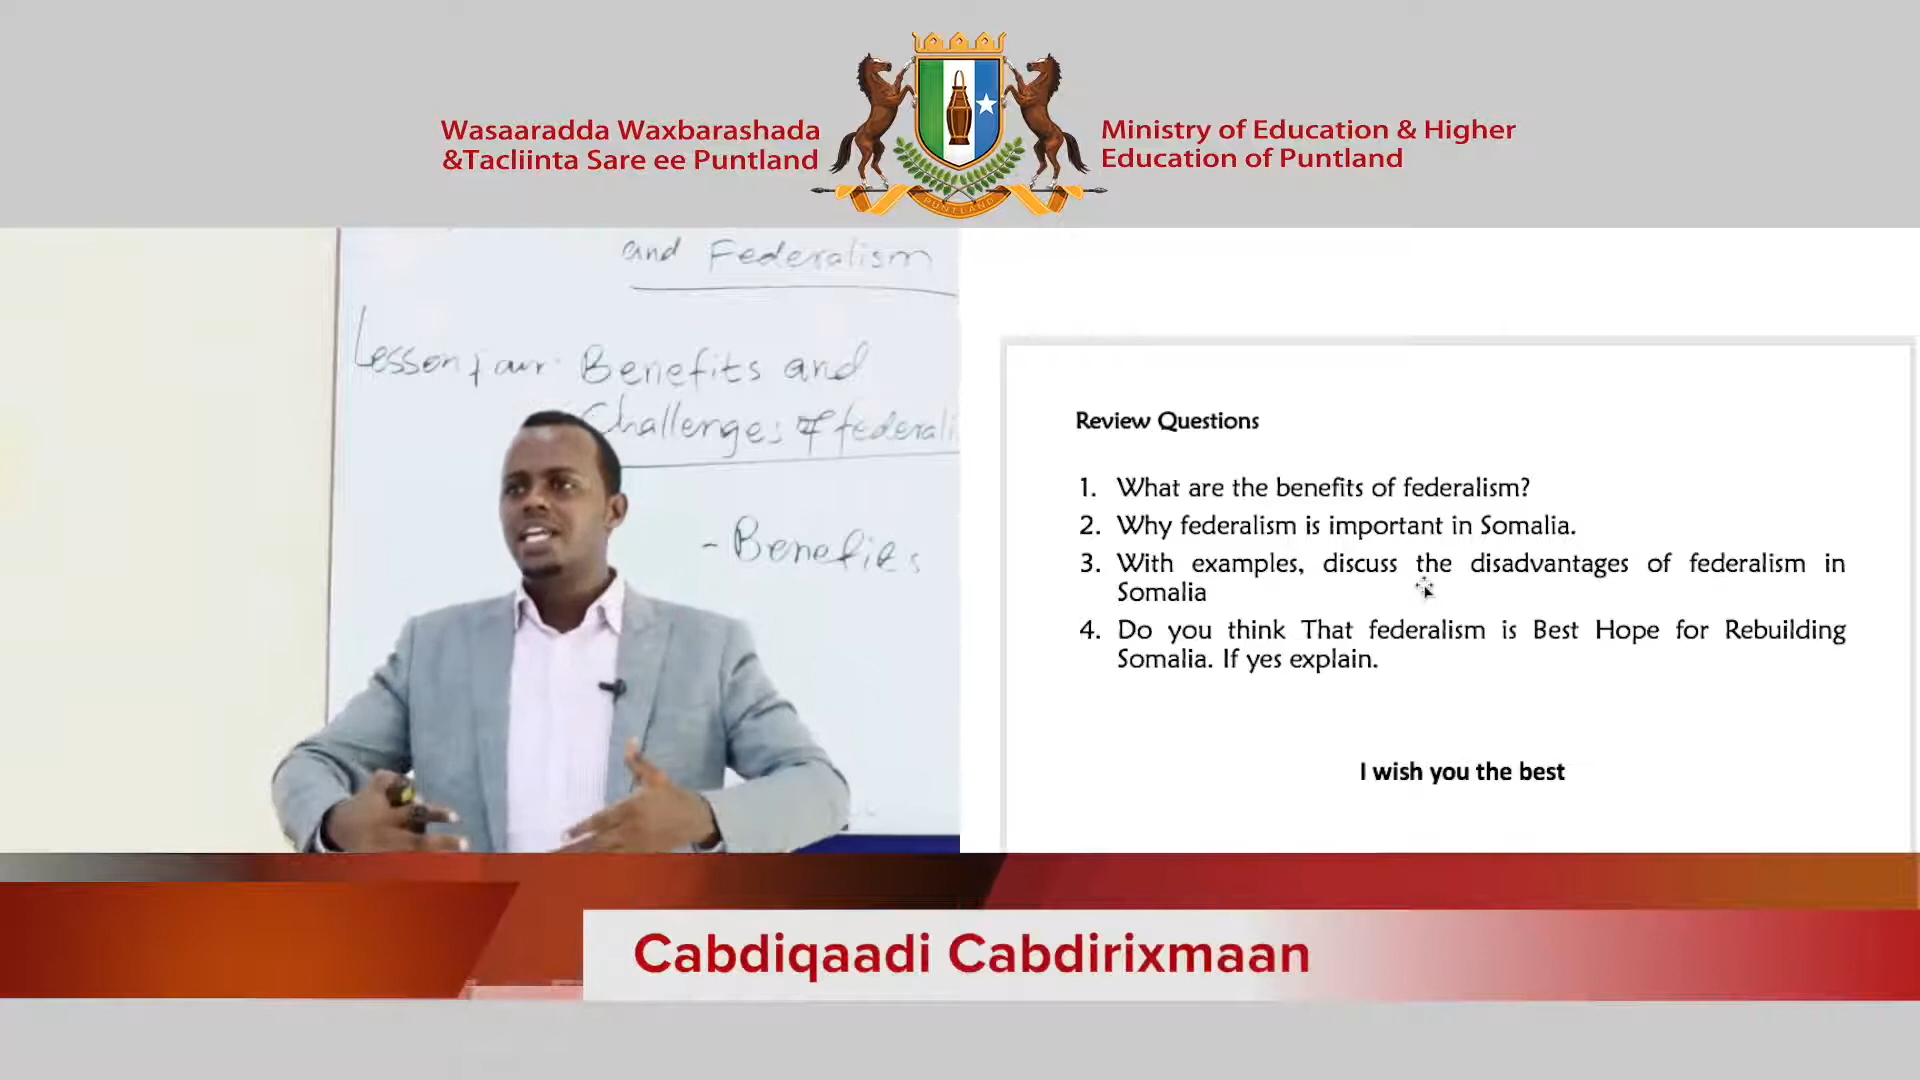 Wasaaradda Waxbarashada
&Tacliinta Sare ee Puntland
PUNTLAND
Ministry of Education & Higher
Education of Puntland
and Federalism
Lesson four: Benefits and
Challenges of federali
- Benefits
Review Questions
1. What are the benefits of federalism?
2. Why federalism is important in Somalia.
3. With examples, discuss the disadvantages of federalism in
Somalia
4. Do you think That federalism is Best Hope for Rebuilding
Somalia. If yes explain.
I wish you the best
Cabdiqaadi Cabdirixmaan